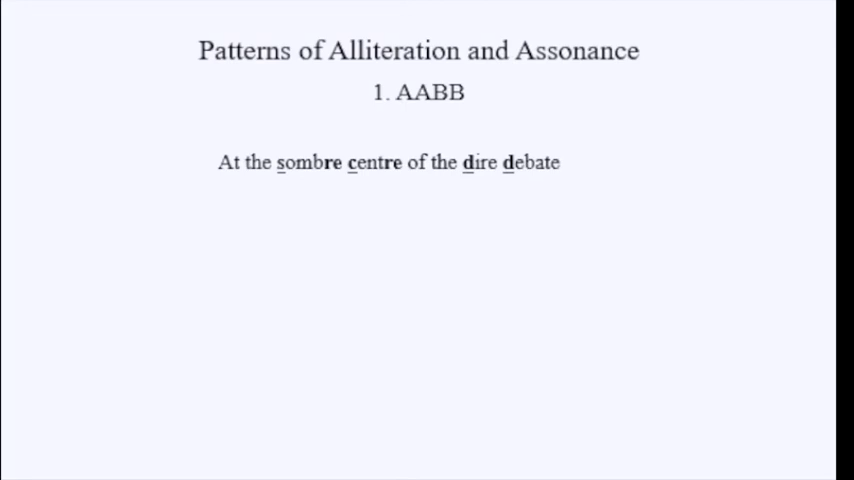 Patterns of Alliteration and Assonance
1. AABB
At the sombre centre of the dire debate